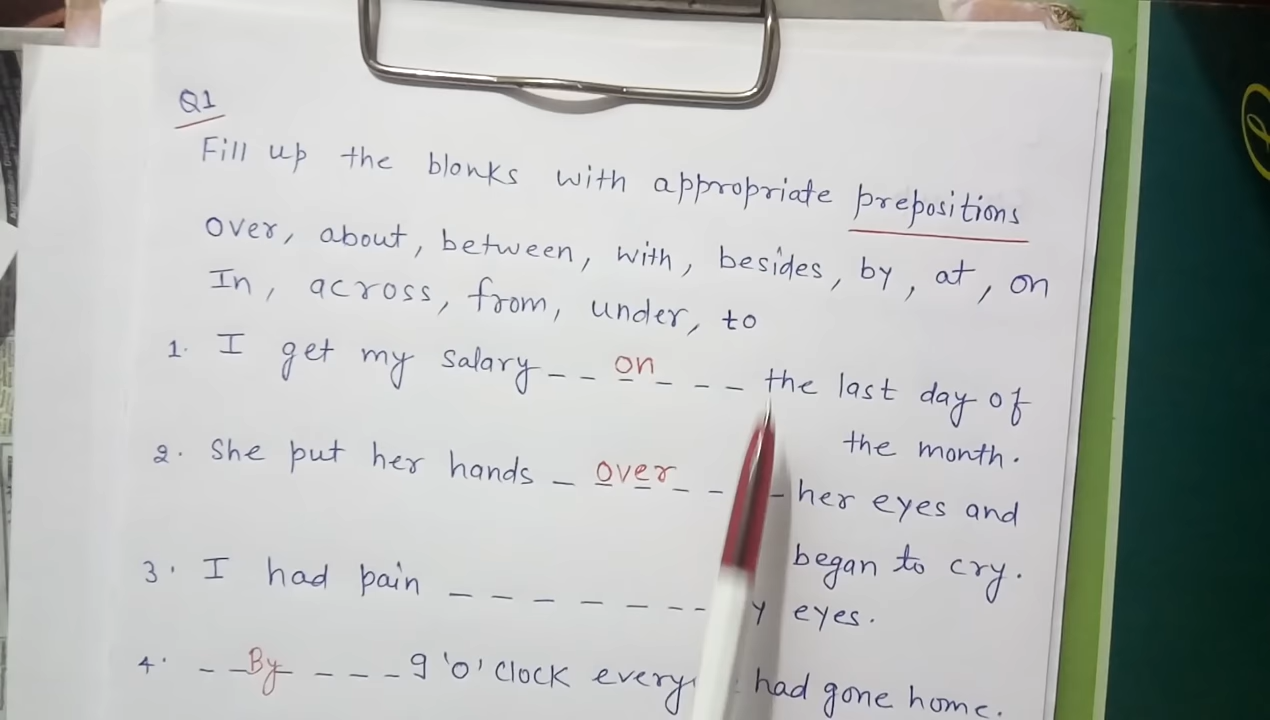 Q1
Fill up the blonks with appropriate prepositions
over, about, between, with, besides, by, at, on
In, across, from, under, to
1. I get my salary -- on --- the last day of
the month.
2. She put her hands - over --- her eyes and
began to cry.
3. I had pain ------- y eyes.
4. -- By --- 9 'o' clock had gone home.